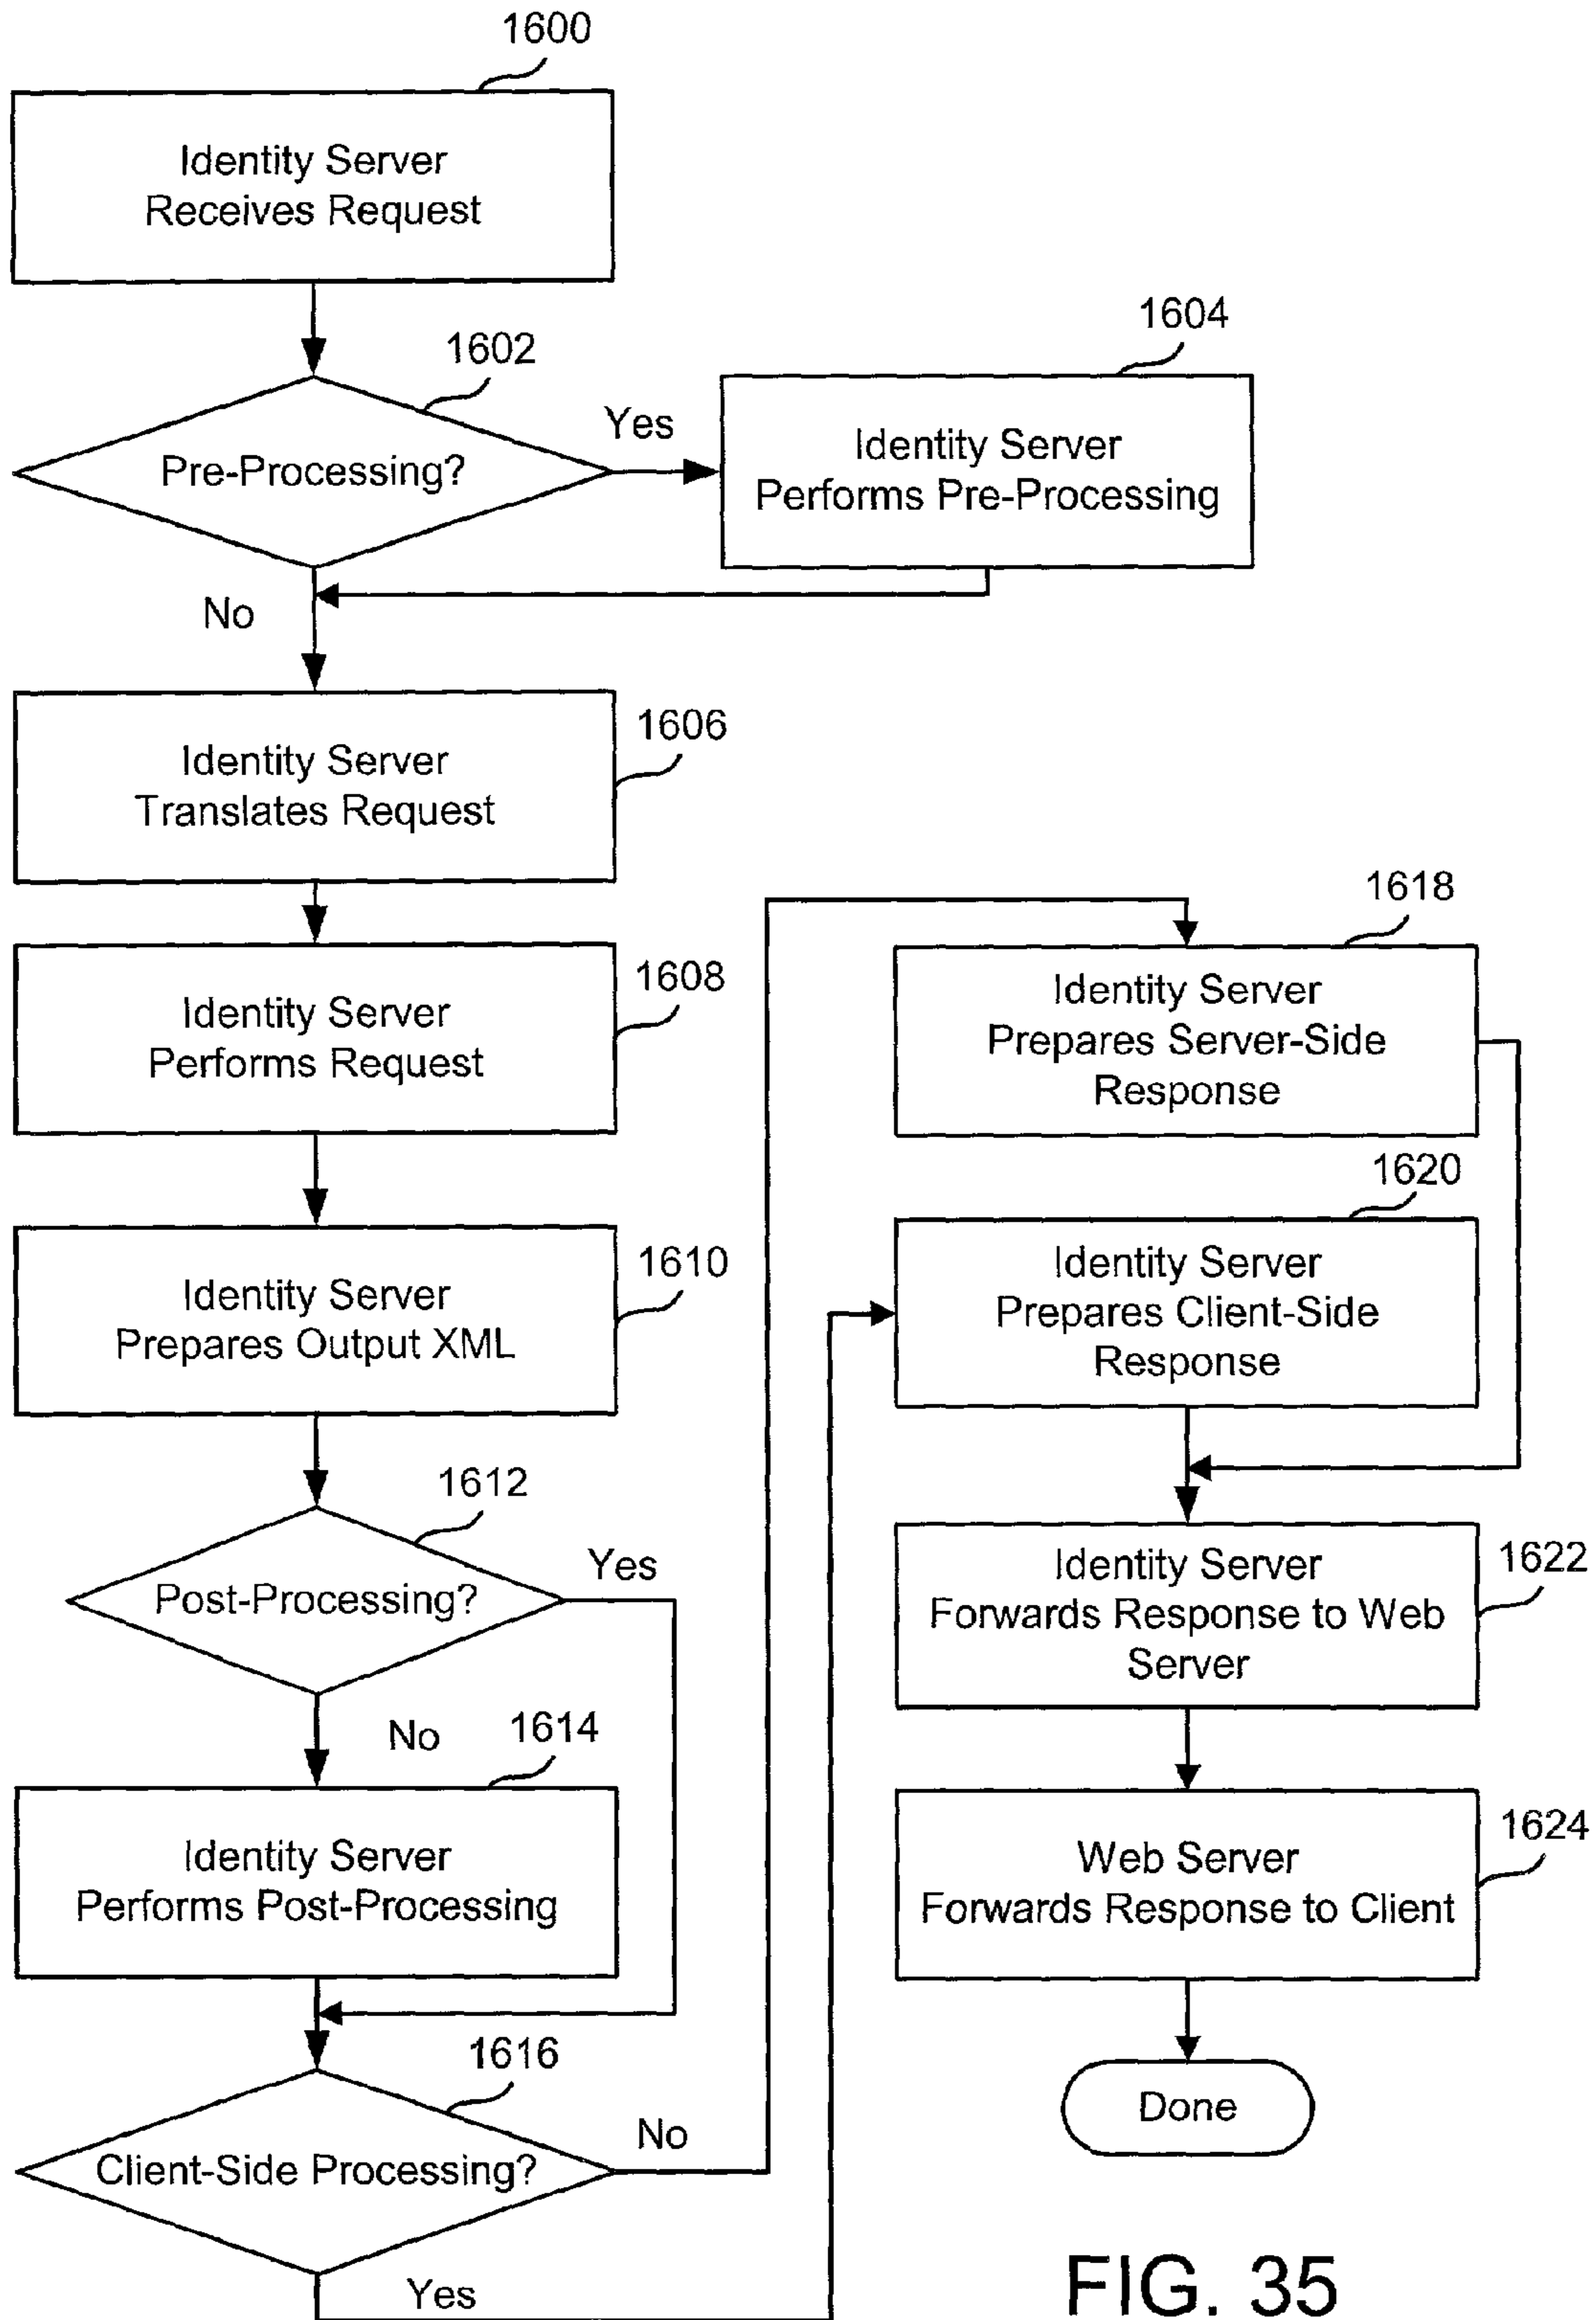 1600
Identity Server
Receives Request
1602
Pre-Processing?
Yes
No
1604
Identity Server
Performs Pre-Processing
1606
Identity Server
Translates Request
1608
Identity Server
Performs Request
1610
Identity Server
Prepares Output XML
1612
Post-Processing?
Yes
No
1614
Identity Server
Performs Post-Processing
1616
Client-Side Processing?
No
Yes
1618
Identity Server
Prepares Server-Side
Response
1620
Identity Server
Prepares Client-Side
Response
1622
Identity Server
Forwards Response to Web
Server
1624
Web Server
Forwards Response to Client
Done
FIG. 35